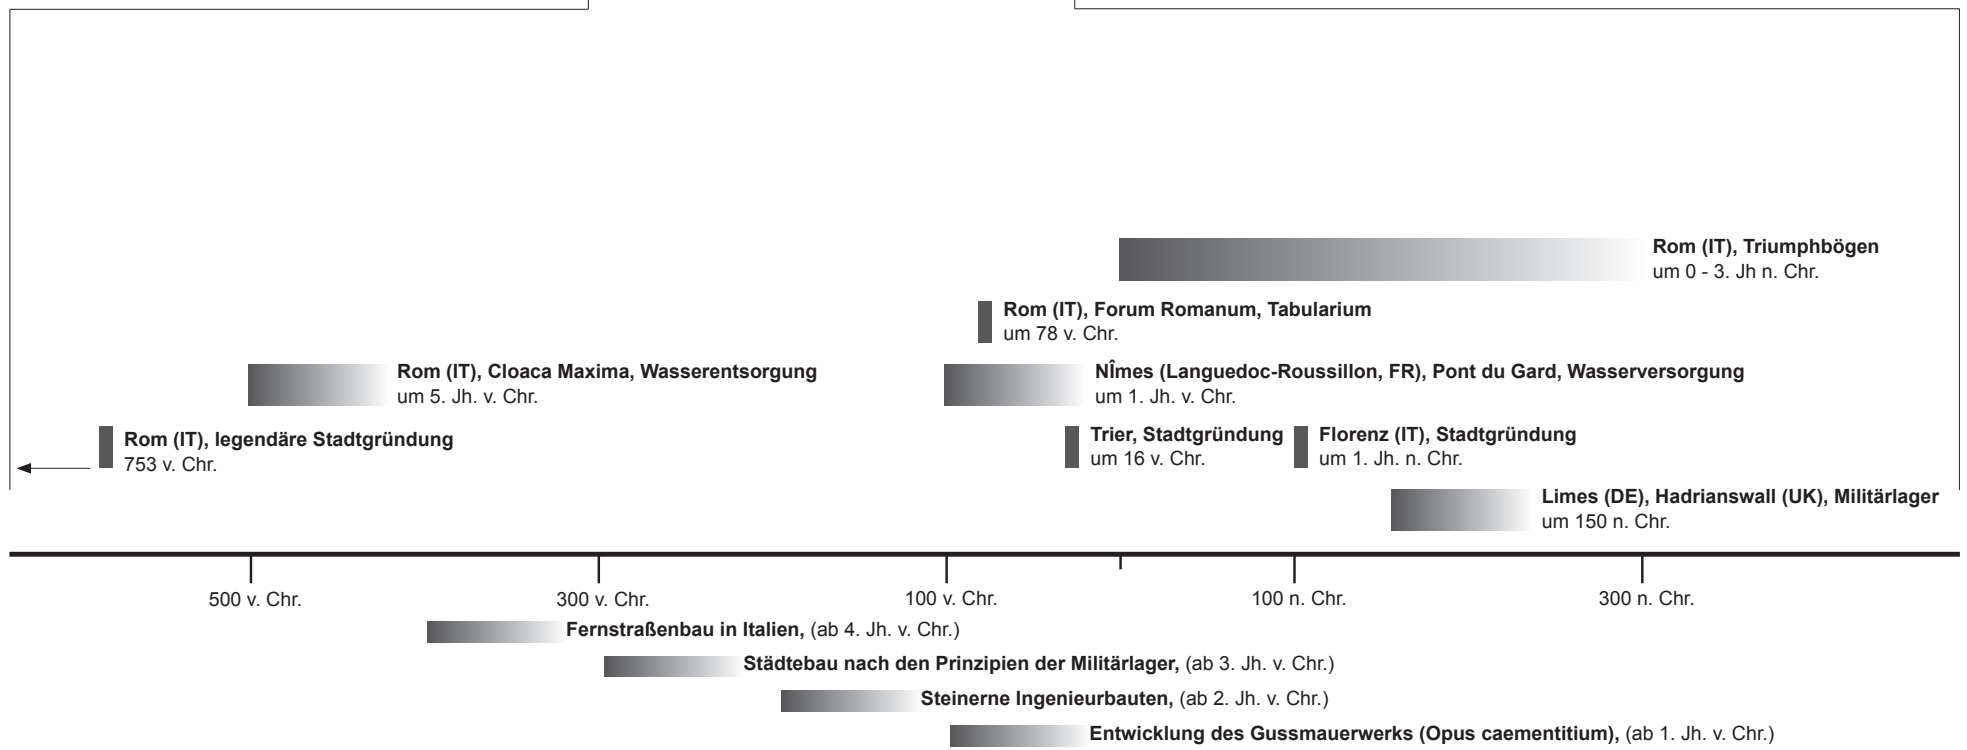 Rom (IT), Triumphbögen
um 0 - 3. Jh n. Chr.
Rom (IT), Forum Romanum, Tabularium
um 78 v. Chr.
Rom (IT), Cloaca Maxima, Wasserentsorgung
um 5. Jh. v. Chr.
NÎmes (Languedoc-Roussillon, FR), Pont du Gard, Wasserversorgung
um 1. Jh. v. Chr.
Rom (IT), legendäre Stadtgründung
753 v. Chr.
Trier, Stadtgründung
um 16 v. Chr.
Florenz (IT), Stadtgründung
um 1. Jh. n. Chr.
Limes (DE), Hadrianswall (UK), Militärlager
um 150 n. Chr.
500 v. Chr.
300 v. Chr.
100 v. Chr.
100 n. Chr.
300 n. Chr.
Fernstraßenbau in Italien, (ab 4. Jh. v. Chr.)
Städtebau nach den Prinzipien der Militärlager, (ab 3. Jh. v. Chr.)
Steinerne Ingenieurbauten, (ab 2. Jh. v. Chr.)
Entwicklung des Gussmauerwerks (Opus caementitium), (ab 1. Jh. v. Chr.)